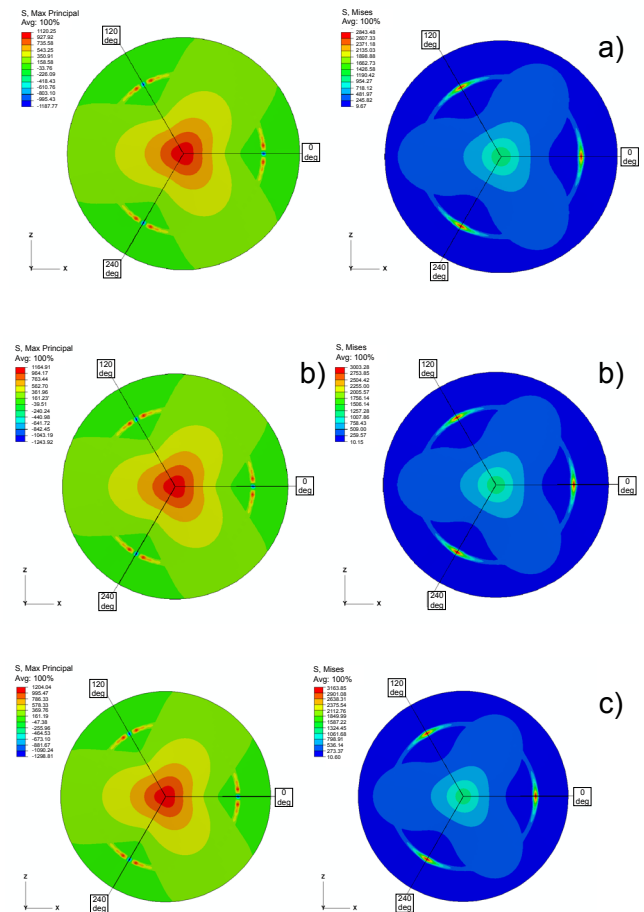 S, Max Principal
Avg: 100%
1120.25
927.92
735.58
543.25
350.91
158.58
-33.76
-226.09
-418.43
-610.76
-803.10
-985.43
-1187.77
120
deg
0
deg
240
deg
Z
Y
X
S, Mises
Avg: 100%
2843.48
2607.33
2371.18
2135.03
1898.88
1662.73
1426.58
1190.42
954.27
718.12
481.97
245.82
9.67
120
deg
0
deg
240
deg
Z
Y
X
a)
S, Max Principal
Avg: 100%
1164.91
964.17
763.44
562.70
361.96
161.23'
-39.51
-240.24
-440.98
-641.72
-842.45
-1043.19
-1243.92
120
deg
0
deg
240
deg
Z
Y
X
b)
S, Mises
Avg: 100%
3003.28
2753.85
2504.42
2255.00
2005.57
1756.14
1506.14
1257.28
1007.86
758.43
509.00
259.57
10.15
120
deg
0
deg
240
deg
Z
Y
X
b)
S, Max Principal
Avg: 100%
1204.04
995.47
786.33
578.33
369.76
161.19
-47.38
-255.96
-464.53
-673.10
-881.67
-1090.24
-1298.81
120
deg
0
deg
240
deg
Z
Y
X
S, Mises
Avg: 100%
3163.85
2901.08
2638.31
2375.54
2112.76
1849.99
1587.22
1324.45
1061.68
798.91
536.14
273.37
10.60
120
deg
0
deg
240
deg
Z
Y
X
c)